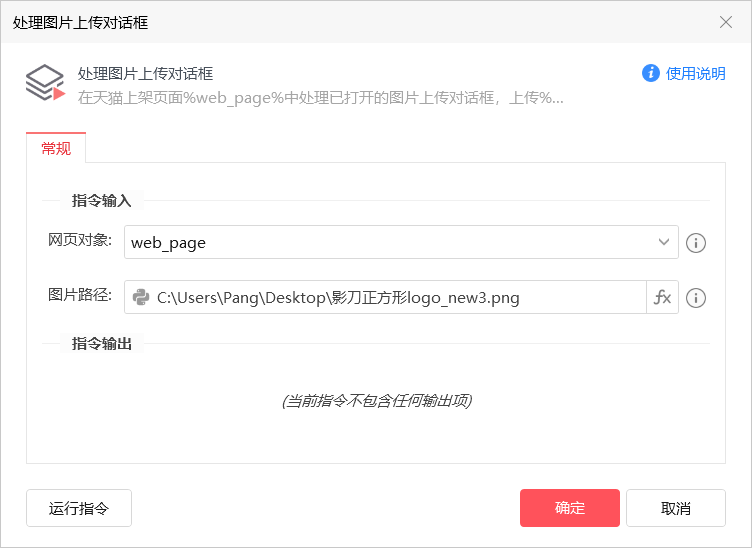 处理图片上传对话框
处理图片上传对话框
使用说明
在天猫上架页面%web_page%中处理已打开的图片上传对话框，上传%...
常规
指令输入
网页对象: web_page
图片路径: C:\Users\Pang\Desktop\影刀正方形logo_new3.png fx
指令输出
(当前指令不包含任何输出项)
运行指令 确定 取消